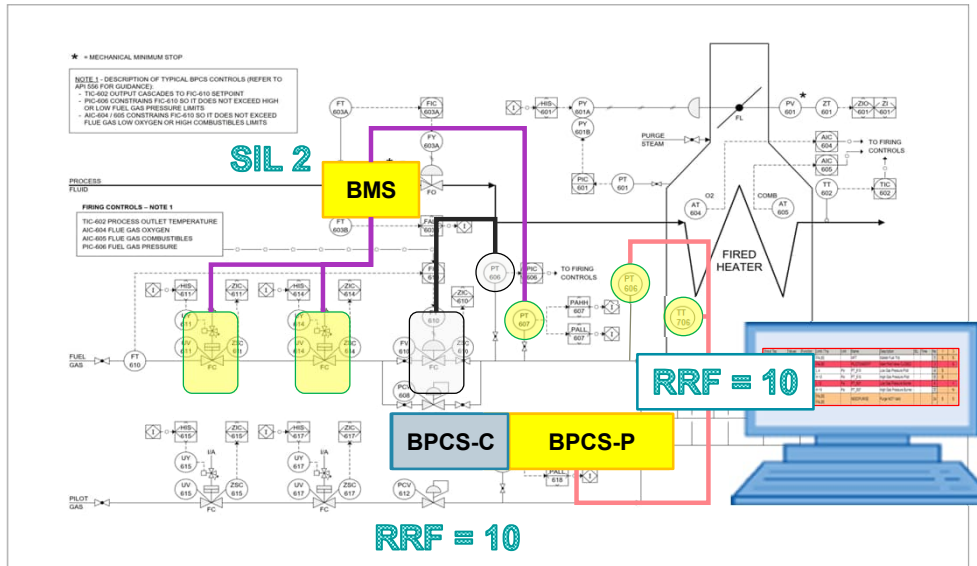 * = MECHANICAL MINIMUM STOP
NOTE 1 - DESCRIPTION OF TYPICAL BPCS CONTROLS (REFER TO
API 556 FOR GUIDANCE):
- TIC-602 OUTPUT CASCADES TO FIC-610 SETPOINT
- PIC-606 CONSTRAINS FIC-610 SO IT DOES NOT EXCEED HIGH
OR LOW FUEL GAS PRESSURE LIMITS
- AIC-604 / 605 CONSTRAINS FIC-610 SO IT DOES NOT EXCEED
FLUE GAS LOW OXYGEN OR HIGH COMBUSTIBLES LIMITS
FT
603A
FIC
603A
FY
603A
I
HIS
601
PY
601A
PY
601B
FL
*
PV
601
ZT
601
ZIO
601
ZI
601
PURGE
STEAM
PIC
601
PT
601
AIC
604
AIC
605
TO FIRING
CONTROLS
TT
602
TIC
602
O2
AT
604
COMB
AT
605
SIL 2
BMS
PROCESS
FLUID
FO
FIRING CONTROLS – NOTE 1
TIC-602 PROCESS OUTLET TEMPERATURE
AIC-604 FLUE GAS OXYGEN
AIC-605 FLUE GAS COMBUSTIBLES
PIC-606 FUEL GAS PRESSURE
FT
603B
I
FIRED
HEATER
PT
606
PIC
606
TO FIRING
CONTROLS
PT
606
TT
706
I
HIS
611
ZIC
611
I
HIS
614
ZIC
614
ZIC
610
I
UY
611
UY
614
610
PT
607
PAHH
607
I
PALL
607
I
FUEL
GAS
FT
610
UV
611
ZSC
611
FC
UV
614
ZSC
614
FC
FV
610
ZSC
610
FC
PCV
608
RRF = 10
BPCS-C
BPCS-P
I
HIS
615
ZIC
615
I
HIS
617
ZIC
617
I
UY
615
I/A
UY
617
I/A
PALL
618
I
PILOT
GAS
UV
615
ZSC
615
FC
UV
617
ZSC
617
FC
PCV
612
RRF = 10